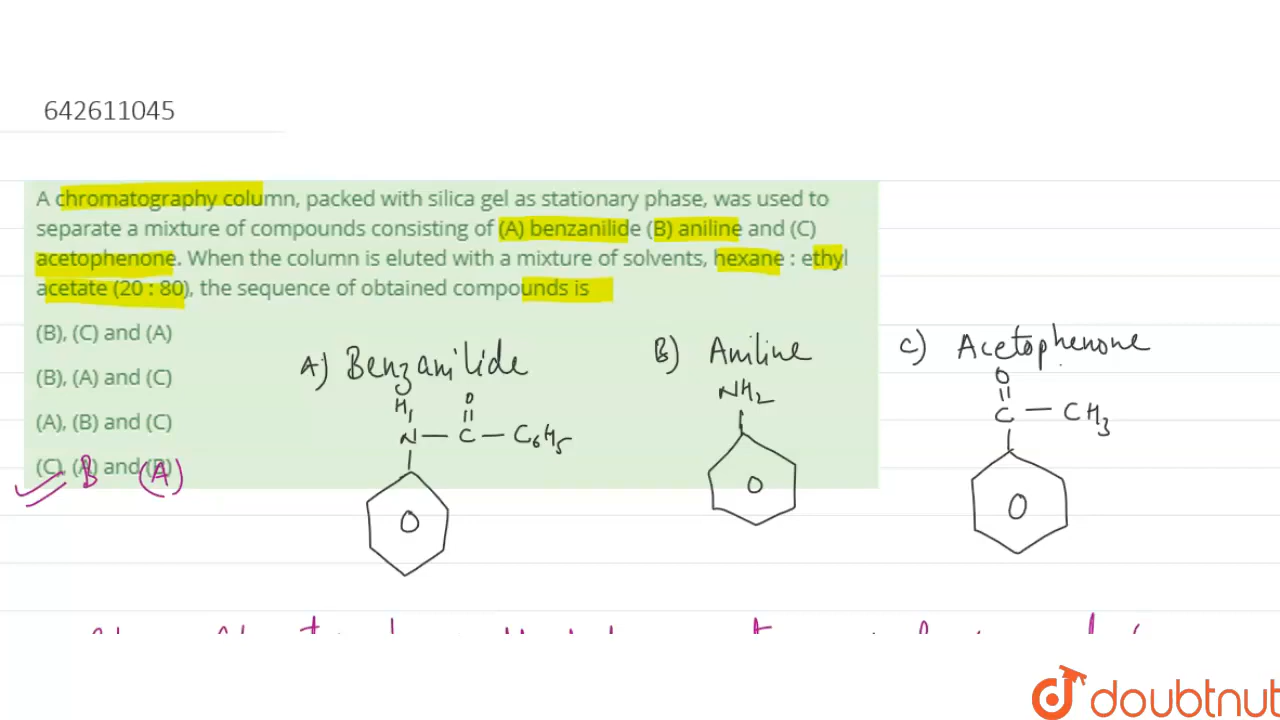 642611045
A chromatography column, packed with silica gel as stationary phase, was used to
separate a mixture of compounds consisting of (A) benzanilide (B) aniline and (C)
acetophenone. When the column is eluted with a mixture of solvents, hexane : ethyl
acetate (20 : 80), the sequence of obtained compounds is
(B), (C) and (A)
(B), (A) and (C)
(A), (B) and (C)
(C), (A) and (B)
B (A)
A) Benzanilide
H O
N — C — C6H5
B) Aniline
NH2
C) Acetophenone
O
C — CH3
doubtnut